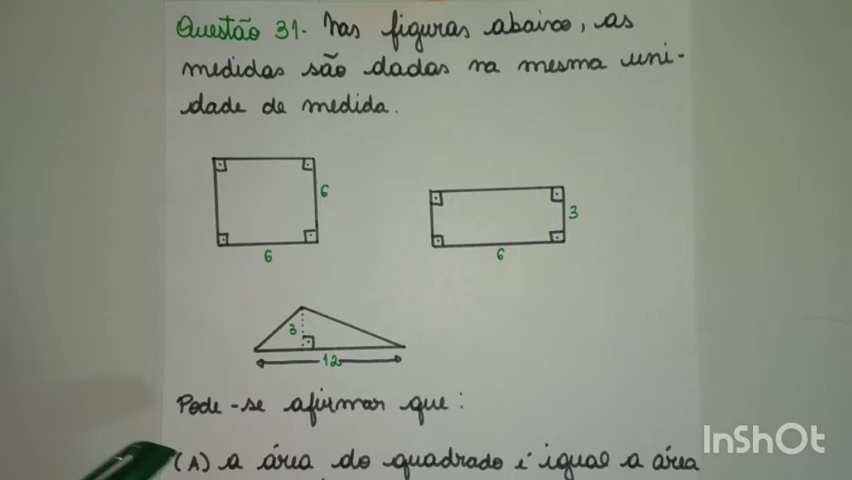 Questão 31- Nas figuras abaixo, as
medidas são dadas na mesma uni-
dade de medida.
6
6
3
6
3
12
Pode-se afirmar que:
(A) a área do quadrado é igual a área
InShOt